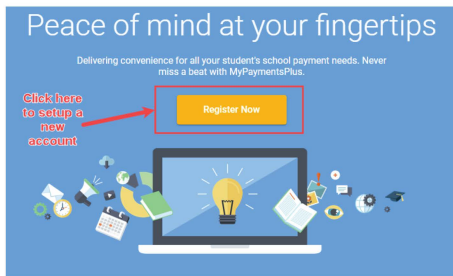 Peace of mind at your fingertips
Delivering convenience for all your student's school payment needs. Never
miss a beat with MyPaymentsPlus.
Click here
to setup a
new
account
Register Now